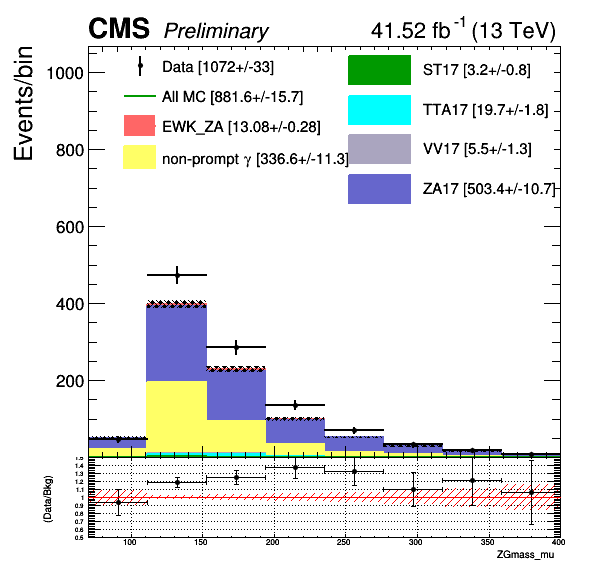 CMS Preliminary 41.52 fb-1 (13 TeV)
Events/bin
1000
800
600
400
200
Data [1072+/-33]
All MC [881.6+/-15.7]
EWK_ZA [13.08+/-0.28]
non-prompt γ [336.6+/-11.3]
ST17 [3.2+/-0.8]
TTA17 [19.7+/-1.8]
VV17 [5.5+/-1.3]
ZA17 [503.4+/-10.7]
(Data/Bkg)
1.5
1.4
1.3
1.2
1.1
1
0.9
0.8
0.7
0.6
0.5
100 150 200 250 300 350 400
ZGmass_mu